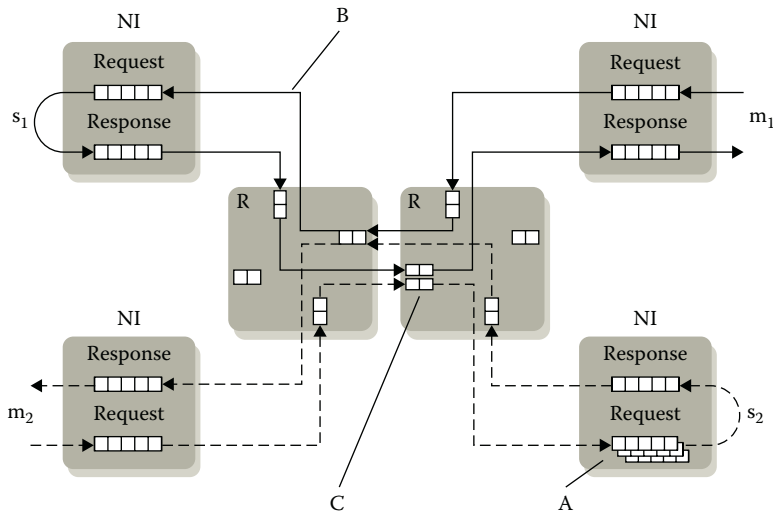 B
NI
NI
Request
Request
s1
Response
m1
Response
R
R
NI
NI
Response
Response
m2
Request
Request
s2
C
A